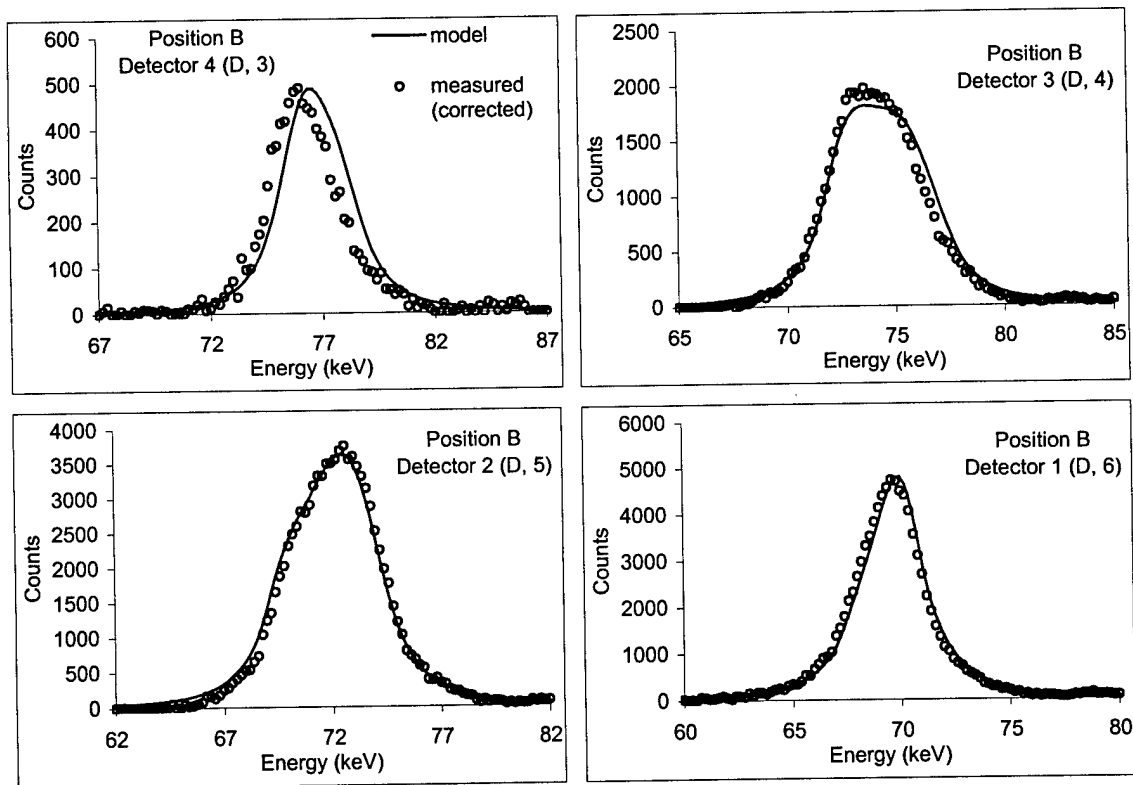 Position B
Detector 4 (D, 3)
model
measured
(corrected)
600
500
400
300
200
100
0
Counts
67 72 77 82 87
Energy (keV)
Position B
Detector 3 (D, 4)
2500
2000
1500
1000
500
0
Counts
65 70 75 80 85
Energy (keV)
Position B
Detector 2 (D, 5)
4000
3500
3000
2500
2000
1500
1000
500
0
Counts
62 67 72 77 82
Energy (keV)
Position B
Detector 1 (D, 6)
6000
5000
4000
3000
2000
1000
0
Counts
60 65 70 75 80
Energy (keV)